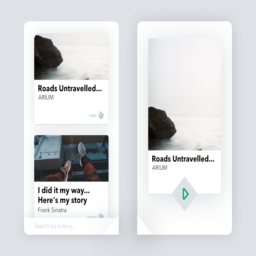 Roads Untravelled...
ARIUM
I did it my way...
Here's my story
Frank Sinatra
Search for a story...
Roads Untravelled...
ARIUM